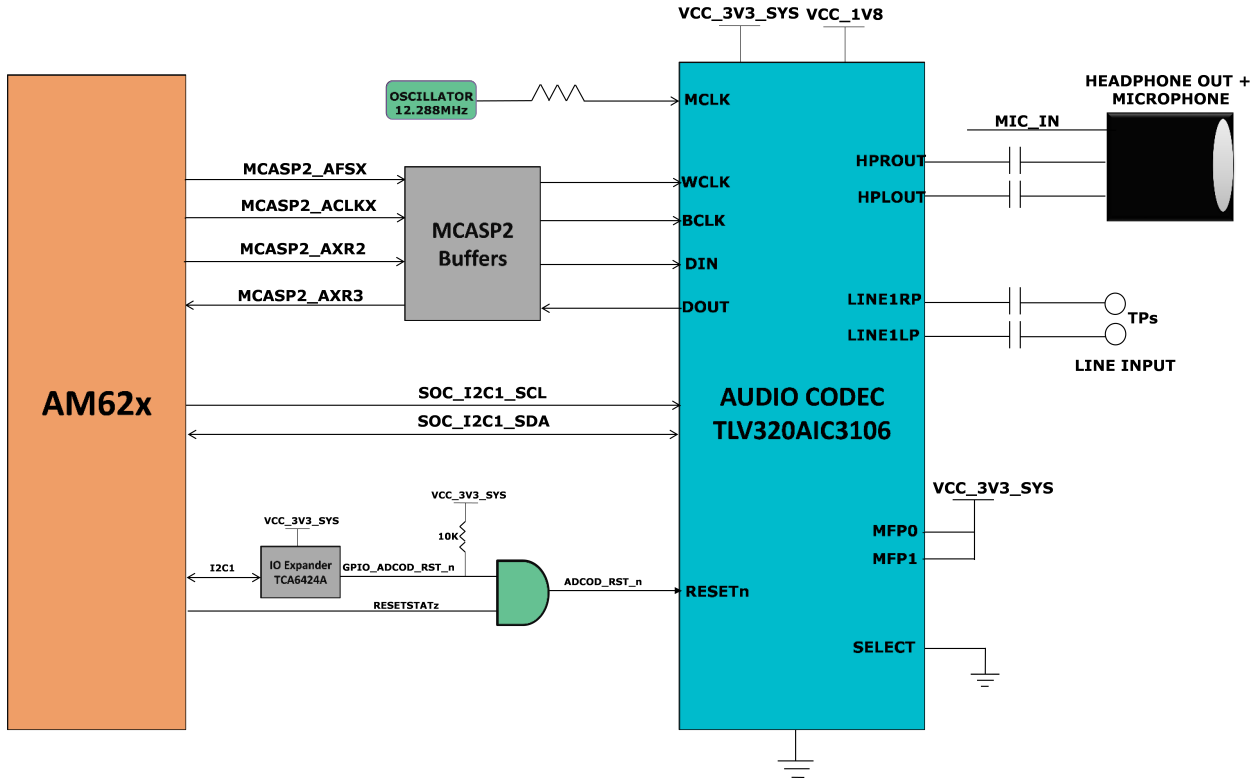 VCC_3V3_SYS
VCC_1V8
HEADPHONE OUT +
MICROPHONE
OSCILLATOR
12.288MHz
MCLK
MIC_IN
HPROUT
HPLOUT
MCASP2_AFSX
MCASP2_ACLKX
MCASP2_AXR2
MCASP2_AXR3
MCASP2
Buffers
WCLK
BCLK
DIN
DOUT
LINE1RP
LINE1LP
TPs
LINE INPUT
AM62x
SOC_I2C1_SCL
SOC_I2C1_SDA
AUDIO CODEC
TLV320AIC3106
VCC_3V3_SYS
VCC_3V3_SYS
10K
VCC_3V3_SYS
MFP0
MFP1
I2C1
IO Expander
TCA6424A
GPIO_ADCOD_RST_n
RESETSTATz
ADCOD_RST_n
RESETn
SELECT